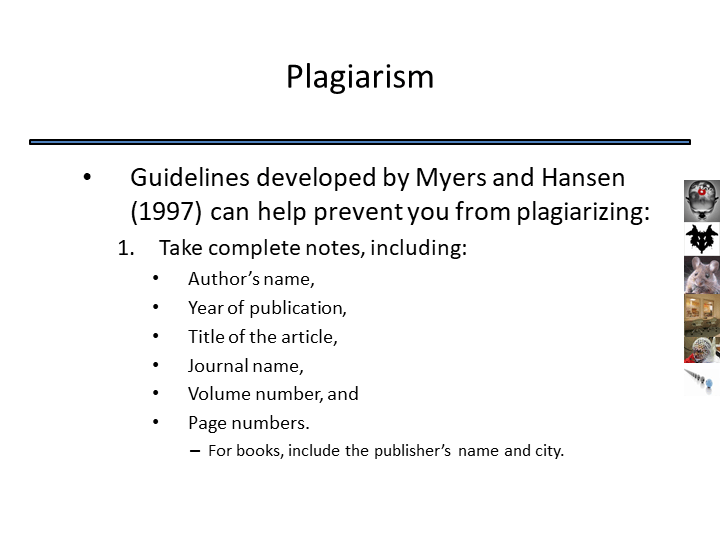 Plagiarism
• Guidelines developed by Myers and Hansen
(1997) can help prevent you from plagiarizing:
1. Take complete notes, including:
• Author’s name,
• Year of publication,
• Title of the article,
• Journal name,
• Volume number, and
• Page numbers.
– For books, include the publisher’s name and city.